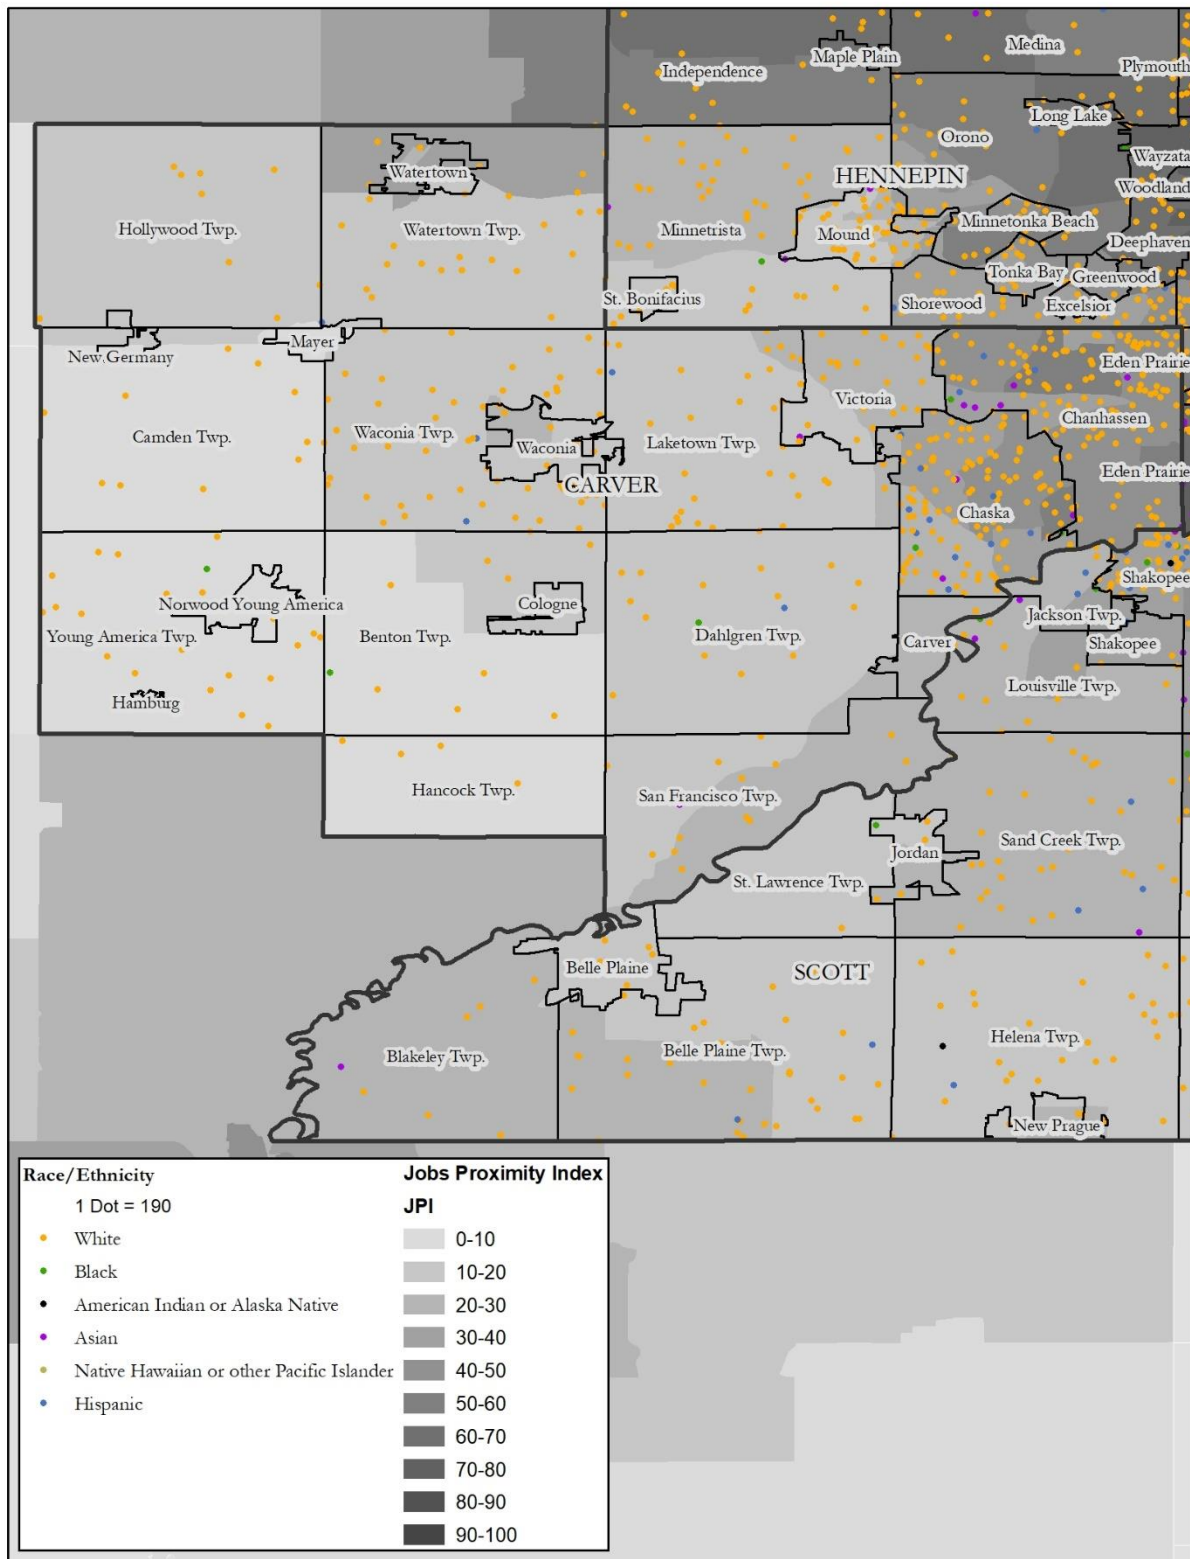 Medina
Maple Plain
Independence
Plymouth
Long Lake
Orono
Wayzata
Watertown
HENNEPIN
Woodland
Hollywood Twp.
Watertown Twp.
Minnetrista
Mound
Minnetonka Beach
Deephaven
Tonka Bay
Greenwood
St. Bonifacius
Shorewood
Excelsior
New Germany
Mayer
Eden Prairie
Victoria
Chanhassen
Camden Twp.
Waconia Twp.
Waconia
Laketown Twp.
Eden Prairie
CARVER
Chaska
Shakopee
Norwood Young America
Cologne
Jackson Twp.
Young America Twp.
Benton Twp.
Dahlgren Twp.
Carver
Shakopee
Hamburg
Louisville Twp.
Hancock Twp.
San Francisco Twp.
Sand Creek Twp.
Jordan
St. Lawrence Twp.
Belle Plaine
SCOTT
Blakeley Twp.
Belle Plaine Twp.
Helena Twp.
New Prague
Race/Ethnicity
1 Dot = 190
White
Black
American Indian or Alaska Native
Asian
Native Hawaiian or other Pacific Islander
Hispanic
Jobs Proximity Index
JPI
0-10
10-20
20-30
30-40
40-50
50-60
60-70
70-80
80-90
90-100